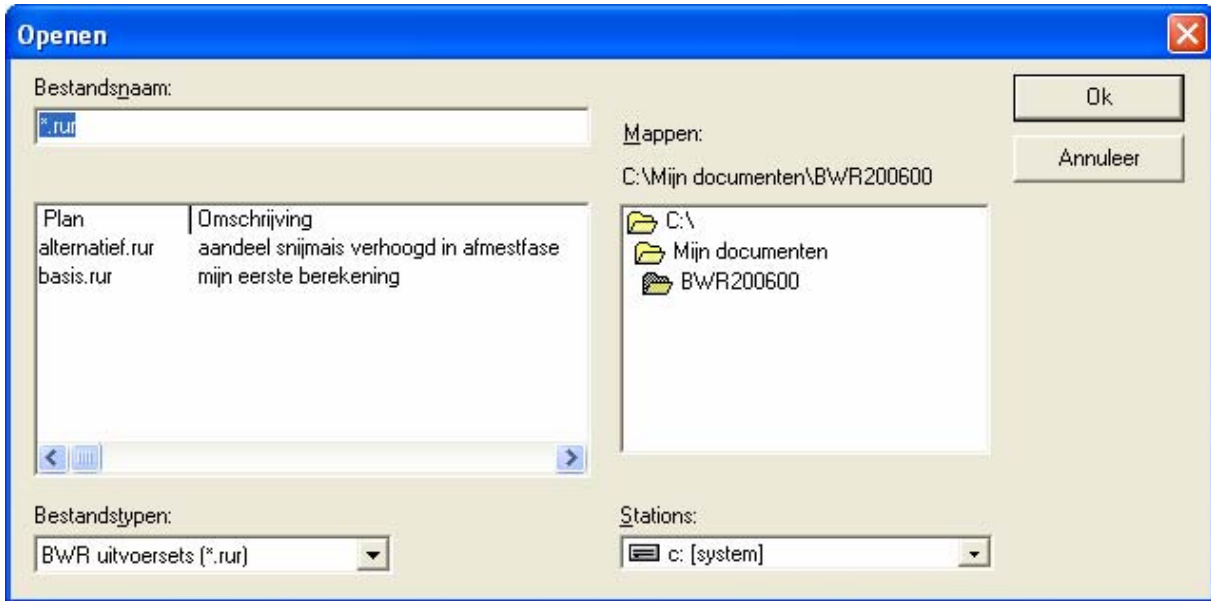 Openen
Bestandsnaam:
*.rur
Plan Omschrijving
alternatief.rur aandeel snijmais verhoogd in afmestfase
basis.rur mijn eerste berekening
Bestandstypen:
BWR uitvoersets (*.rur)
Mappen:
C:\Mijn documenten\BWR200600
C:\
Mijn documenten
BWR200600
Stations:
c: [system]
Ok
Annuleer